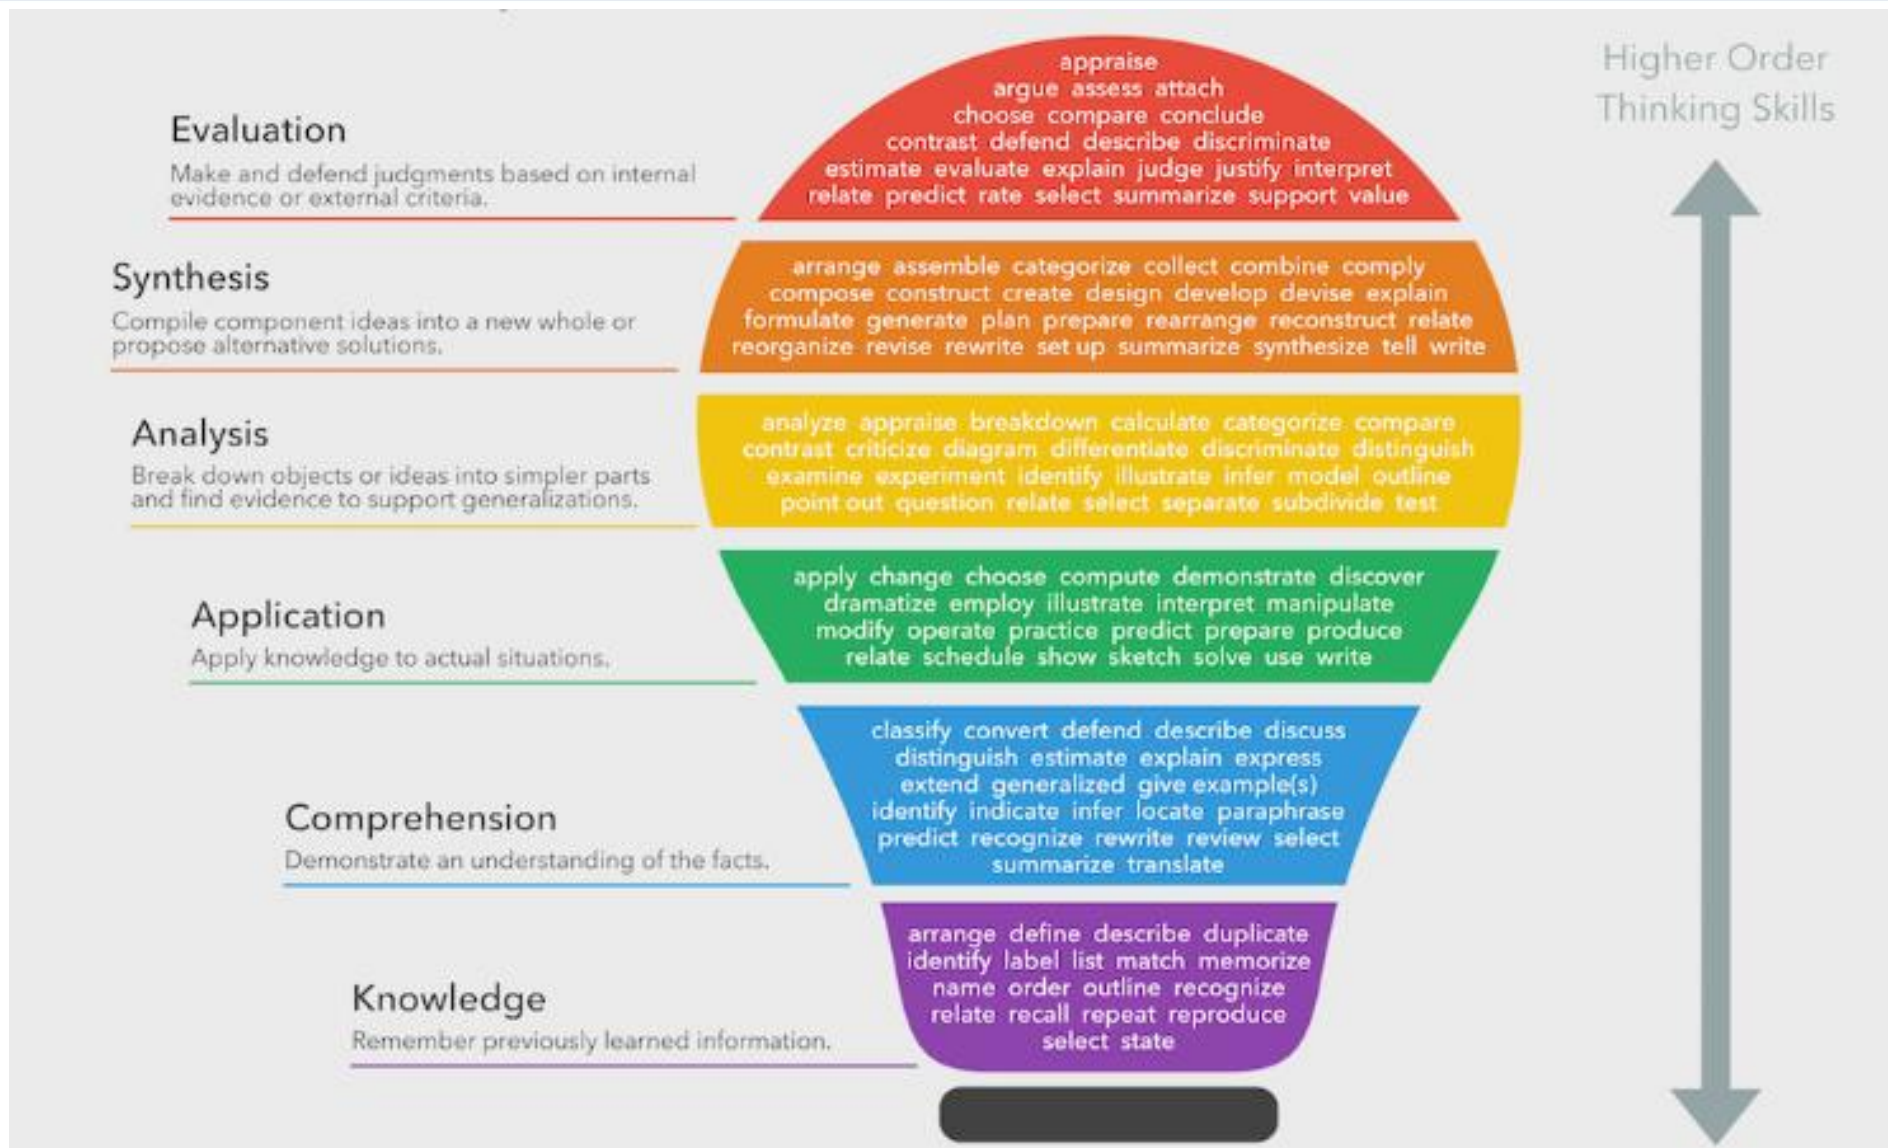 Higher Order
Thinking Skills
Evaluation
Make and defend judgments based on internal
evidence or external criteria.
appraise
argue assess attach
choose compare conclude
contrast defend describe discriminate
estimate evaluate explain judge justify interpret
relate predict rate select summarize support value
Synthesis
Compile component ideas into a new whole or
propose alternative solutions.
arrange assemble categorize collect combine comply
compose construct create design develop devise explain
formulate generate plan prepare rearrange reconstruct relate
reorganize revise rewrite set up summarize synthesize tell write
Analysis
Break down objects or ideas into simpler parts
and find evidence to support generalizations.
analyze appraise breakdown calculate categorize compare
contrast criticize diagram differentiate discriminate distinguish
examine experiment identify illustrate infer model outline
point out question relate select separate subdivide test
Application
Apply knowledge to actual situations.
apply change choose compute demonstrate discover
dramatize employ illustrate interpret manipulate
modify operate practice predict prepare produce
relate schedule show sketch solve use write
Comprehension
Demonstrate an understanding of the facts.
classify convert defend describe discuss
distinguish estimate explain express
extend generalized give example(s)
identify indicate infer locate paraphrase
predict recognize rewrite review select
summarize translate
Knowledge
Remember previously learned information.
arrange define describe duplicate
identify label list match memorize
name order outline recognize
relate recall repeat reproduce
select state